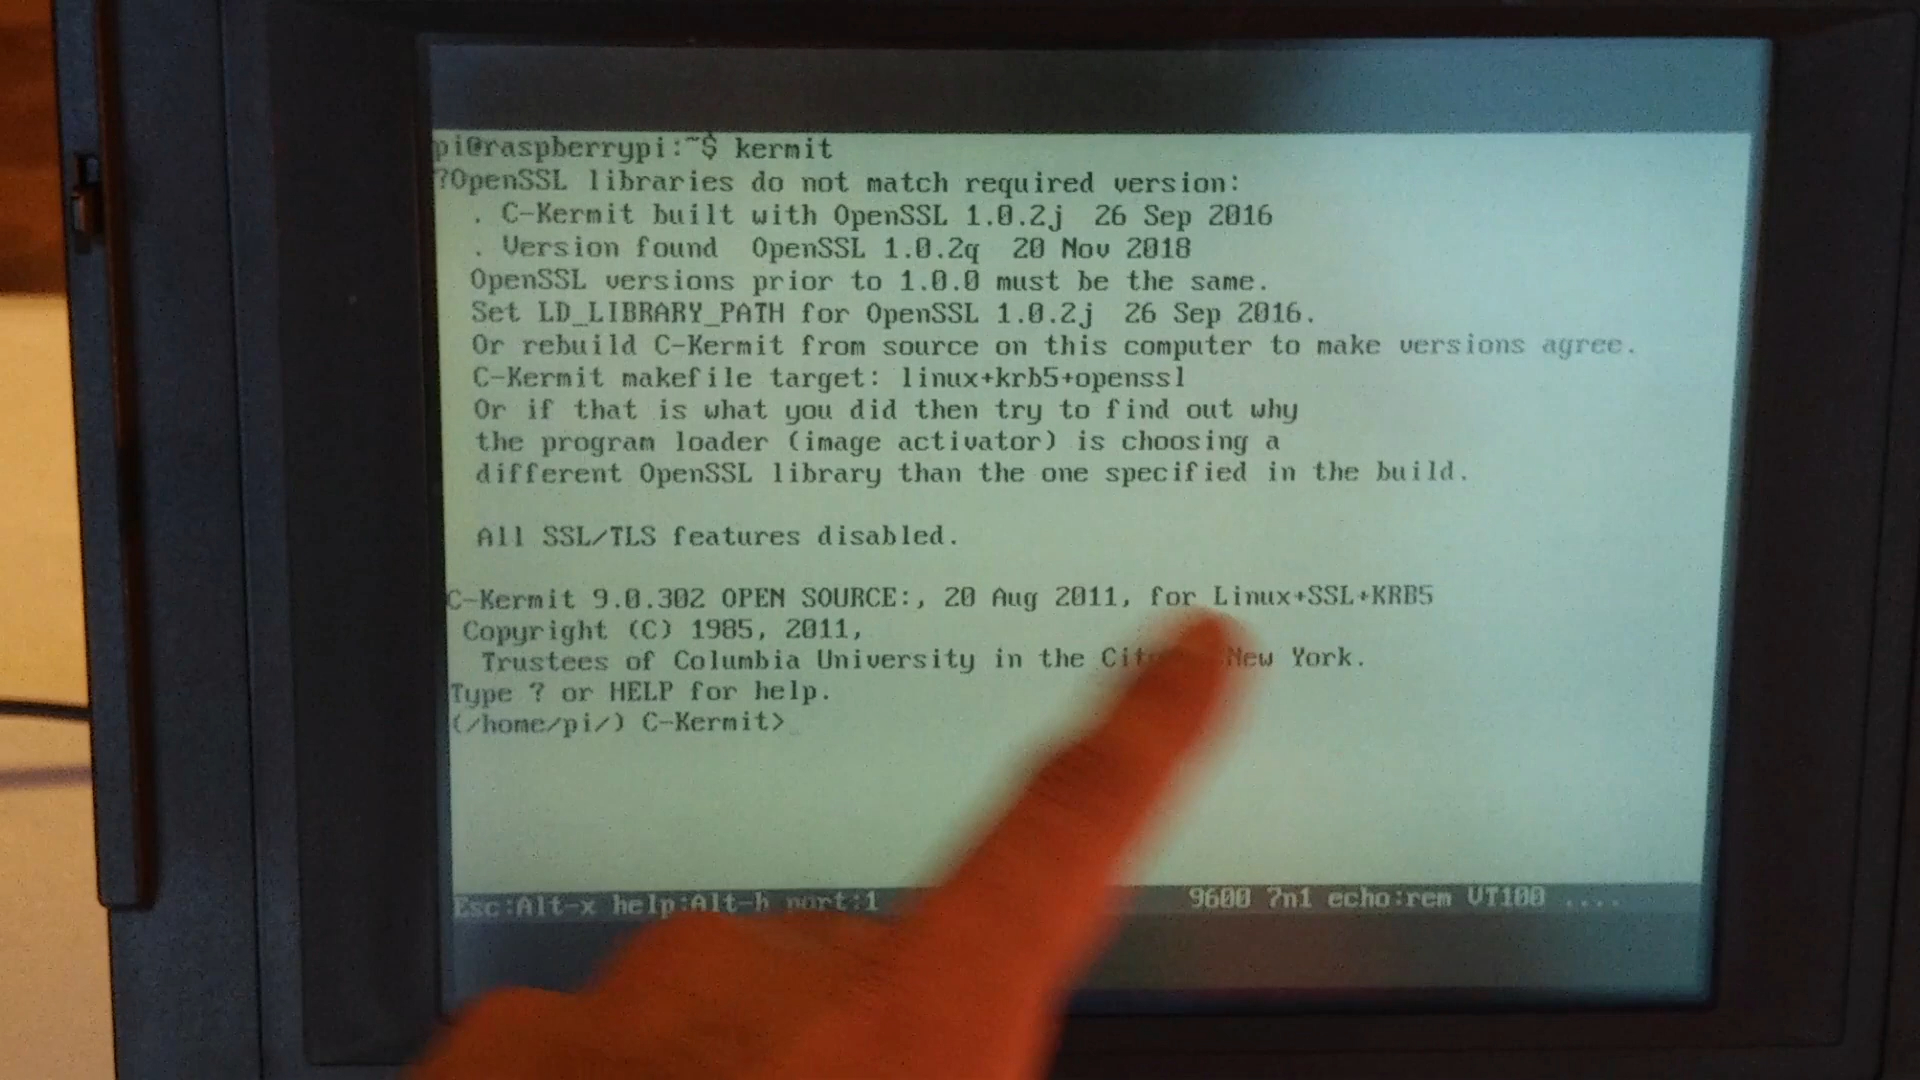 pi@raspberrypi:~$ kermit
?OpenSSL libraries do not match required version:
. C-Kermit built with OpenSSL 1.0.2j 26 Sep 2016
. Version found OpenSSL 1.0.2q 20 Nov 2018
OpenSSL versions prior to 1.0.0 must be the same.
Set LD_LIBRARY_PATH for OpenSSL 1.0.2j 26 Sep 2016.
Or rebuild C-Kermit from source on this computer to make versions agree.
C-Kermit makefile target: linux+krb5+openssl
Or if that is what you did then try to find out why
the program loader (image activator) is choosing a
different OpenSSL library than the one specified in the build.
All SSL/TLS features disabled.
C-Kermit 9.0.302 OPEN SOURCE:, 20 Aug 2011, for Linux+SSL+KRB5
Copyright (C) 1985, 2011,
Trustees of Columbia University in the New York.
Type ? or HELP for help.
(/home/pi/) C-Kermit>
Esc:Alt-x help:Alt-h port:1 9600 7n1 echo:rem VT100 ....